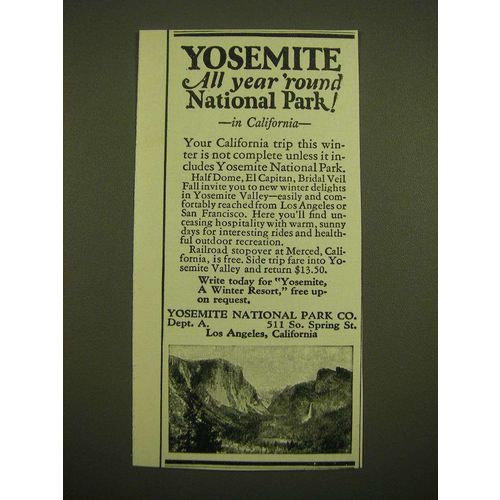 YOSEMITE
All year 'round
National Park!
—in California—
Your California trip this win-
ter is not complete unless it in-
cludes Yosemite National Park.
Half Dome, El Capitan, Bridal Veil
Fall invite you to new winter delights
in Yosemite Valley—easily and com-
fortably reached from Los Angeles or
San Francisco. Here you'll find un-
ceasing hospitality with warm, sunny
days for interesting rides and health-
ful outdoor recreation.
Railroad stopover at Merced, Cali-
fornia, is free. Side trip fare into Yo-
semite Valley and return $13.50.
Write today for "Yosemite,
A Winter Resort," free up-
on request.
YOSEMITE NATIONAL PARK CO.
Dept. A. 511 So. Spring St.
Los Angeles, California